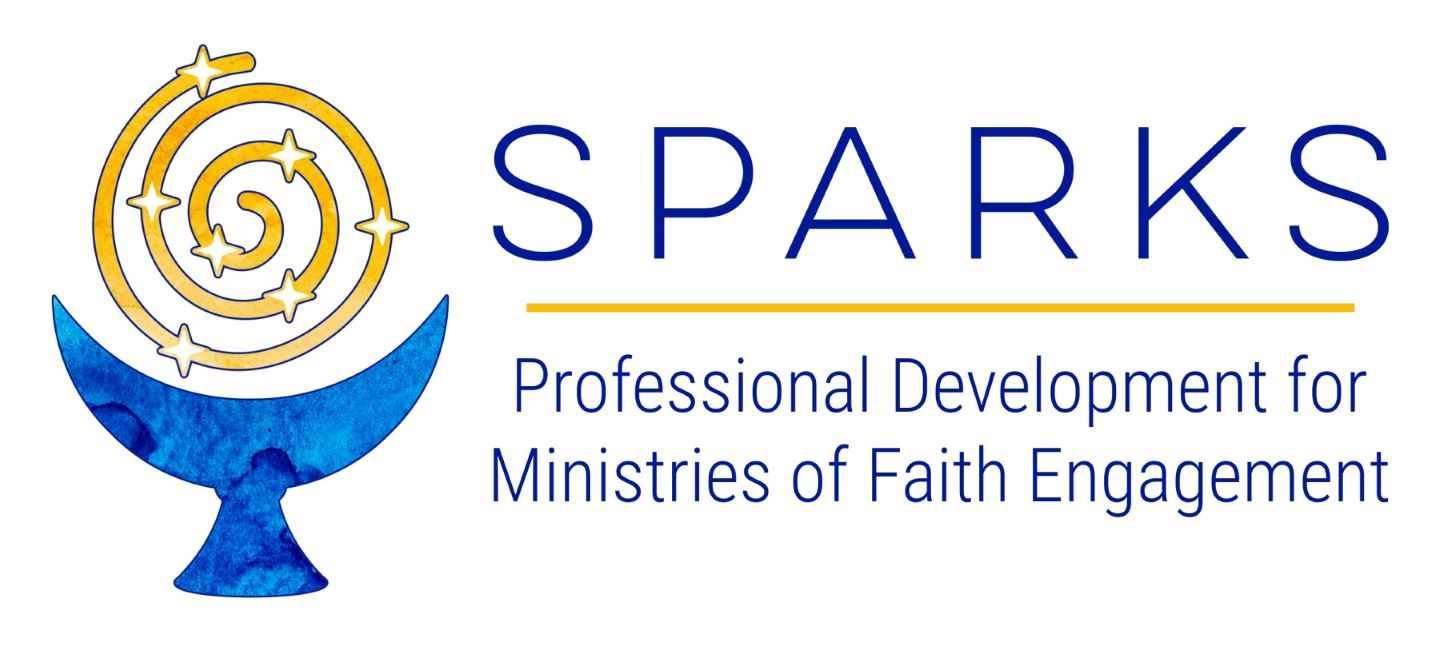 SPARKS
Professional Development for
Ministries of Faith Engagement